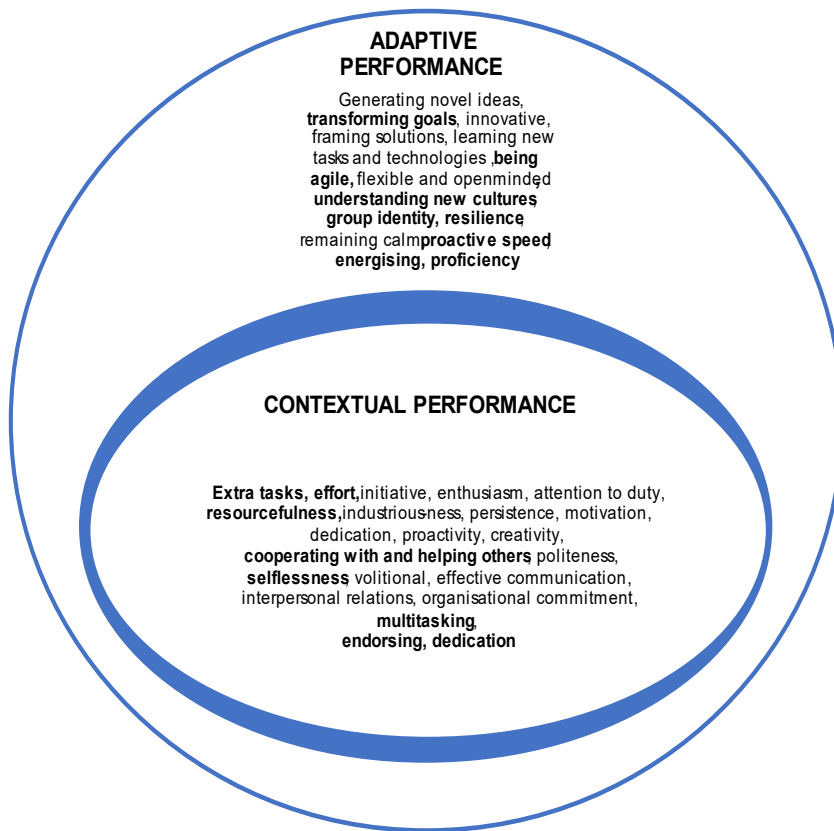 ADAPTIVE
PERFORMANCE
Generating novel ideas,
transforming goals, innovative,
framing solutions, learning new
tasks and technologies ,being
agile, flexible and openminded,
understanding new cultures,
group identity, resilience,
remaining calm, proactive speed,
energising, proficiency
CONTEXTUAL PERFORMANCE
Extra tasks, effort, initiative, enthusiasm, attention to duty,
resourcefulness, industrious-ness, persistence, motivation,
dedication, proactivity, creativity,
cooperating with and helping others, politeness,
selflessness, volitional, effective communication,
interpersonal relations, organisational commitment,
multitasking,
endorsing, dedication